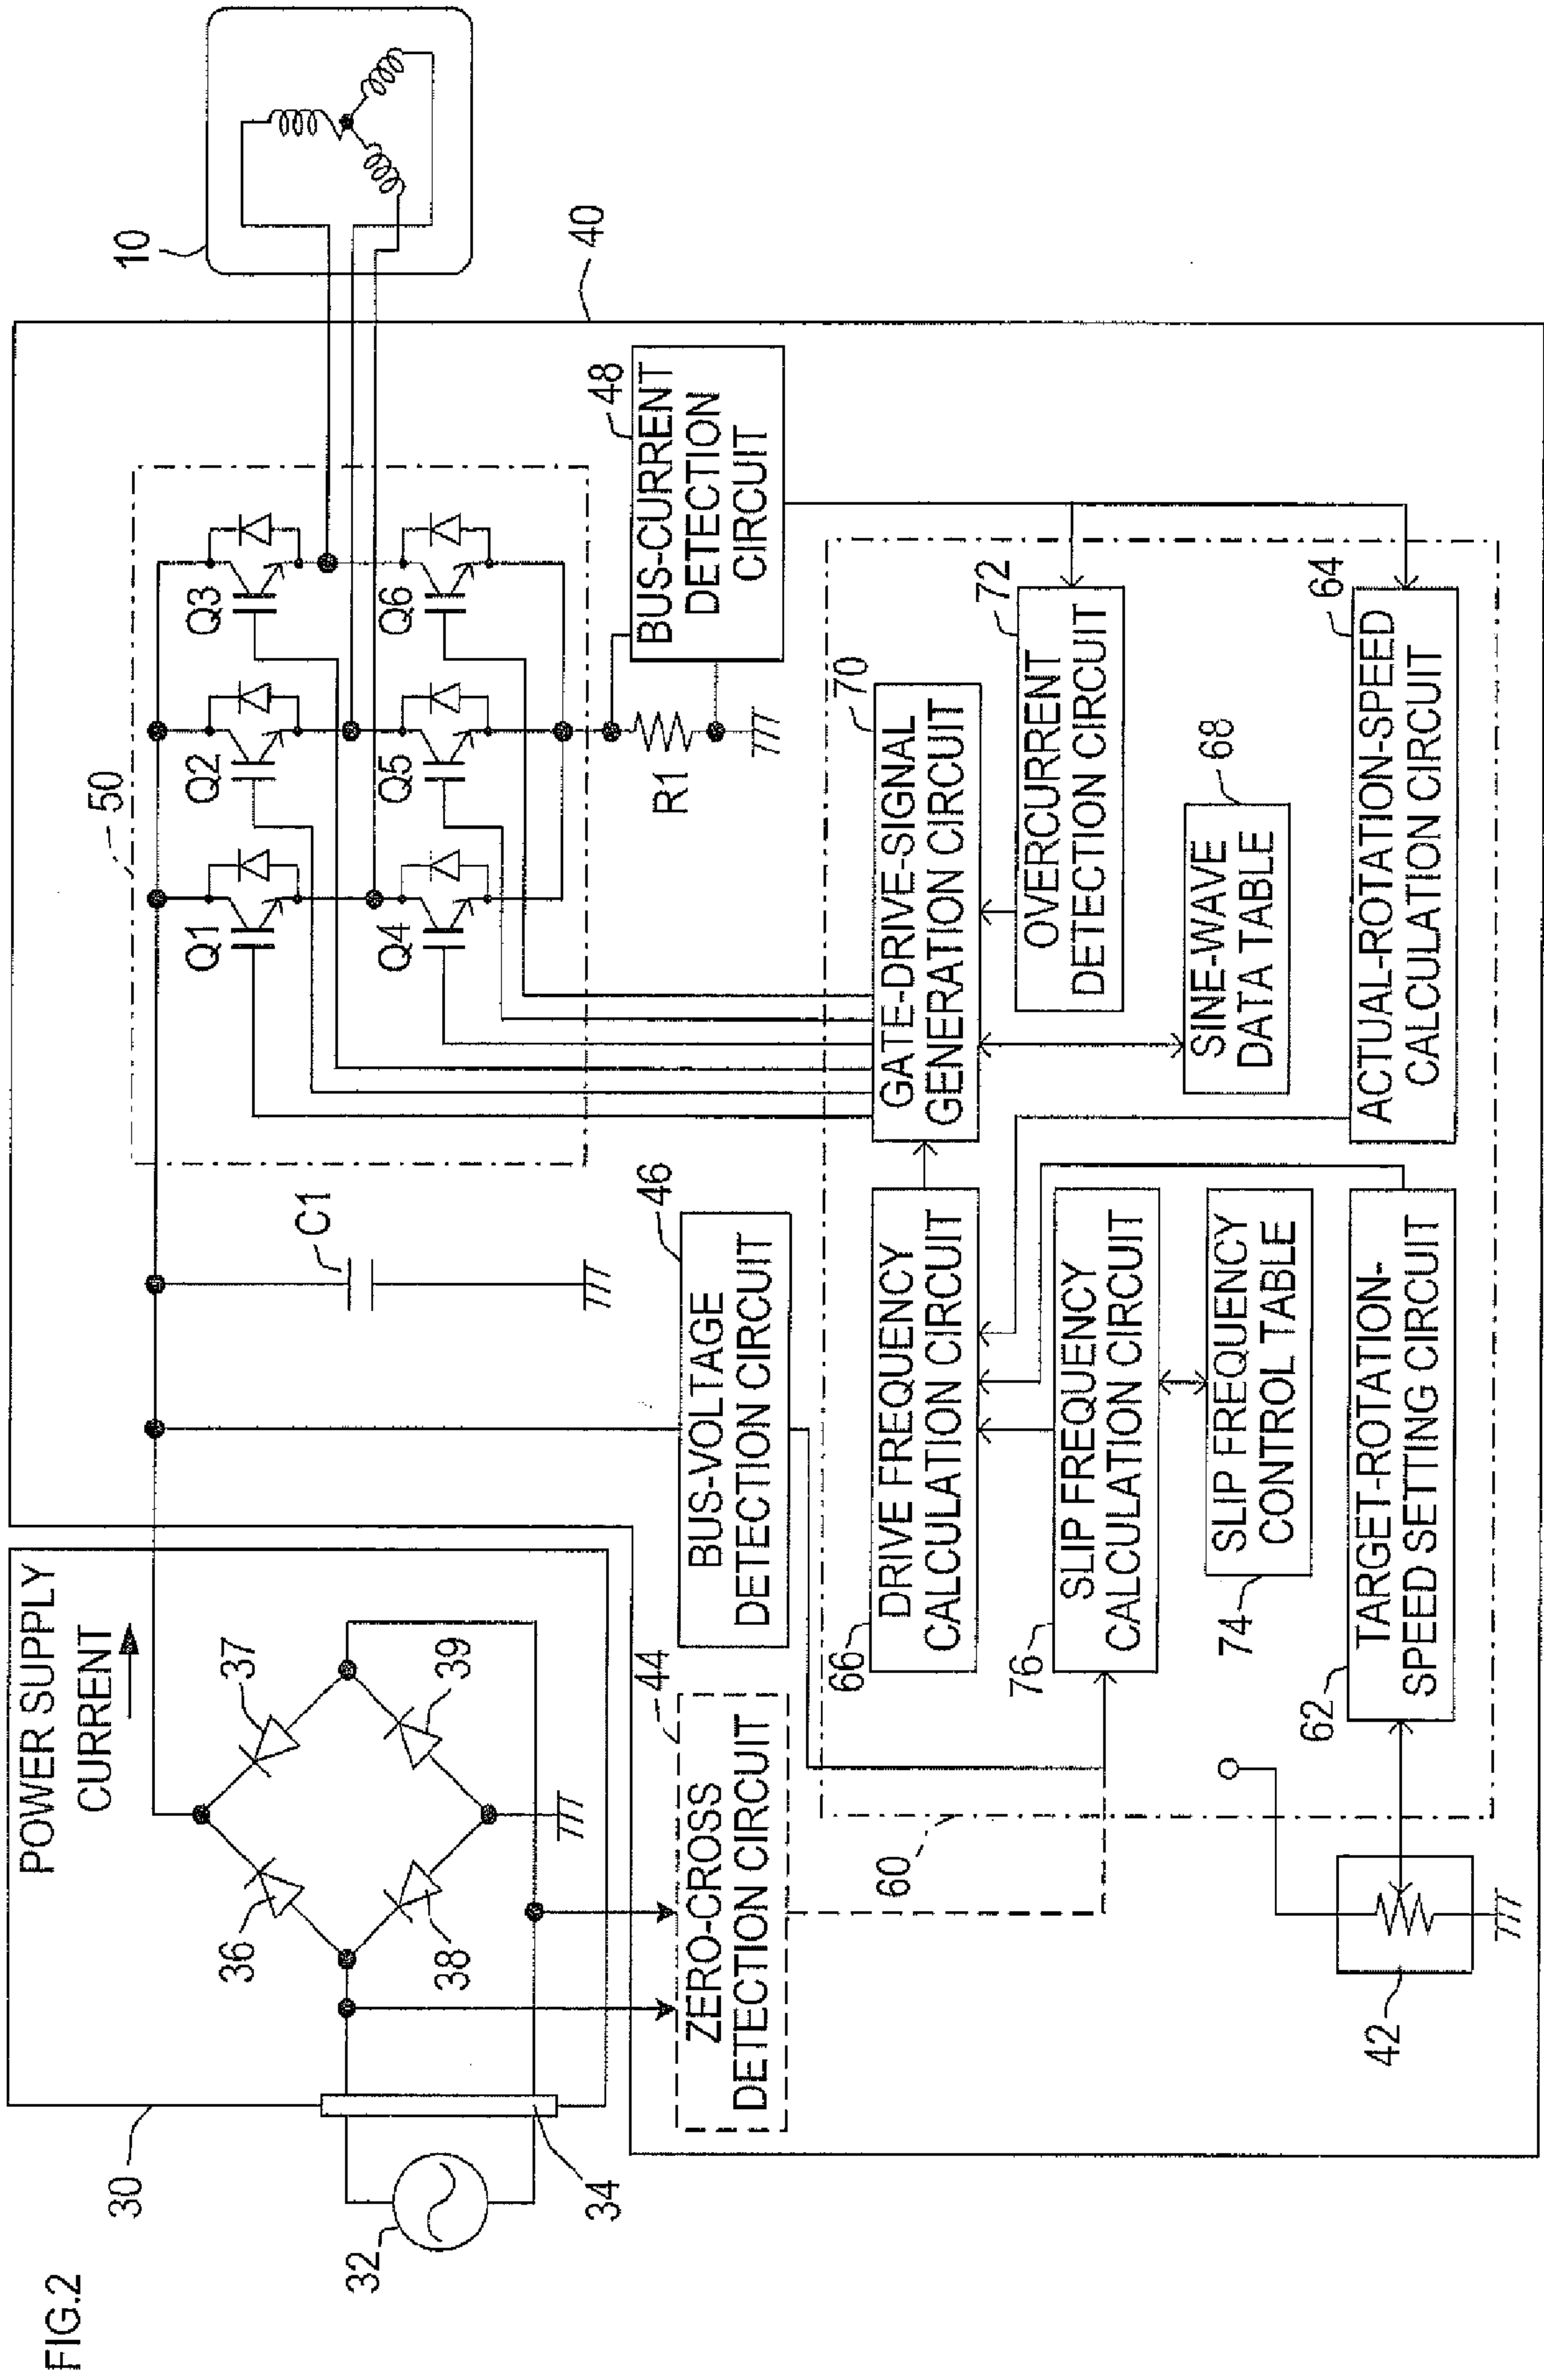 FIG.2
30
POWER SUPPLY
CURRENT
32
34
36
37
38
39
40
10
50
C1
Q1
Q2
Q3
Q4
Q5
Q6
R1
44
ZERO-CROSS
DETECTION CIRCUIT
46
BUS-VOLTAGE
DETECTION CIRCUIT
48
BUS-CURRENT
DETECTION
CIRCUIT
60
66
DRIVE FREQUENCY
CALCULATION CIRCUIT
70
GATE-DRIVE-SIGNAL
GENERATION CIRCUIT
76
SLIP FREQUENCY
CALCULATION CIRCUIT
72
OVERCURRENT
DETECTION CIRCUIT
74
SLIP FREQUENCY
CONTROL TABLE
68
SINE-WAVE
DATA TABLE
42
62
TARGET-ROTATION-
SPEED SETTING CIRCUIT
64
ACTUAL-ROTATION-SPEED
CALCULATION CIRCUIT